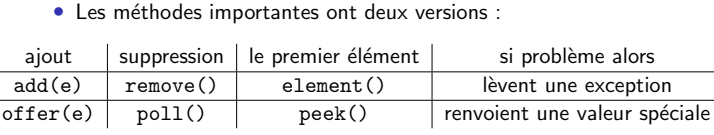 • Les méthodes importantes ont deux versions :
ajout | suppression | le premier élément | si problème alors
add(e) | remove() | element() | lèvent une exception
offer(e) | poll() | peek() | renvoient une valeur spéciale